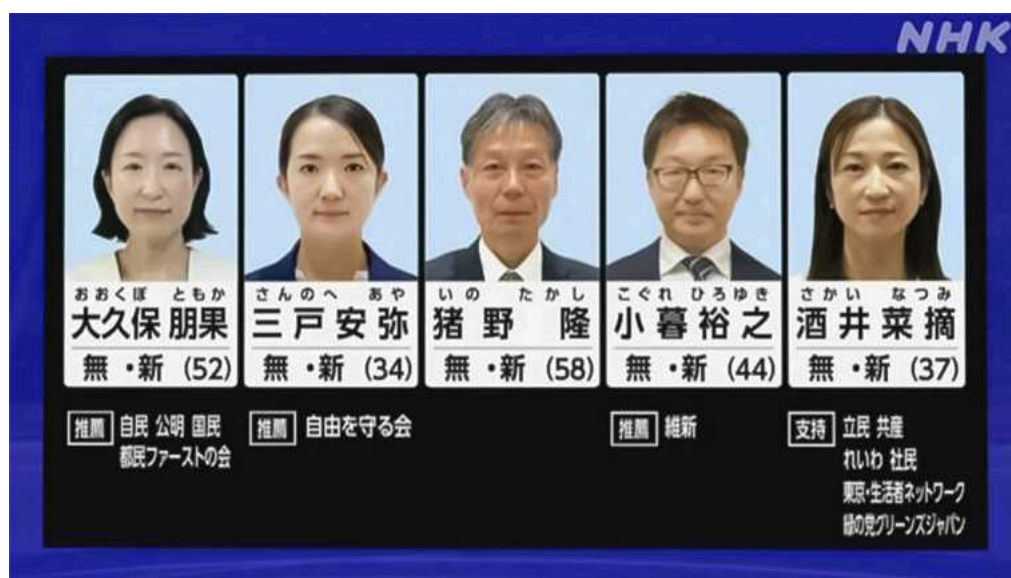 NHK
おおくぼ ともか
大久保 朋果
無・新 (52)
推薦 自民 公明 国民
都民ファーストの会
さんのへ あや
三戸安弥
無・新 (34)
推薦 自由を守る会
いの たかし
猪野 隆
無・新 (58)
こぐれ ひろゆき
小暮裕之
無・新 (44)
推薦 維新
さかい なつみ
酒井菜摘
無・新 (37)
支持 立民 共産
れいわ 社民
東京・生活者ネットワーク
緑の党グリーンズジャパン